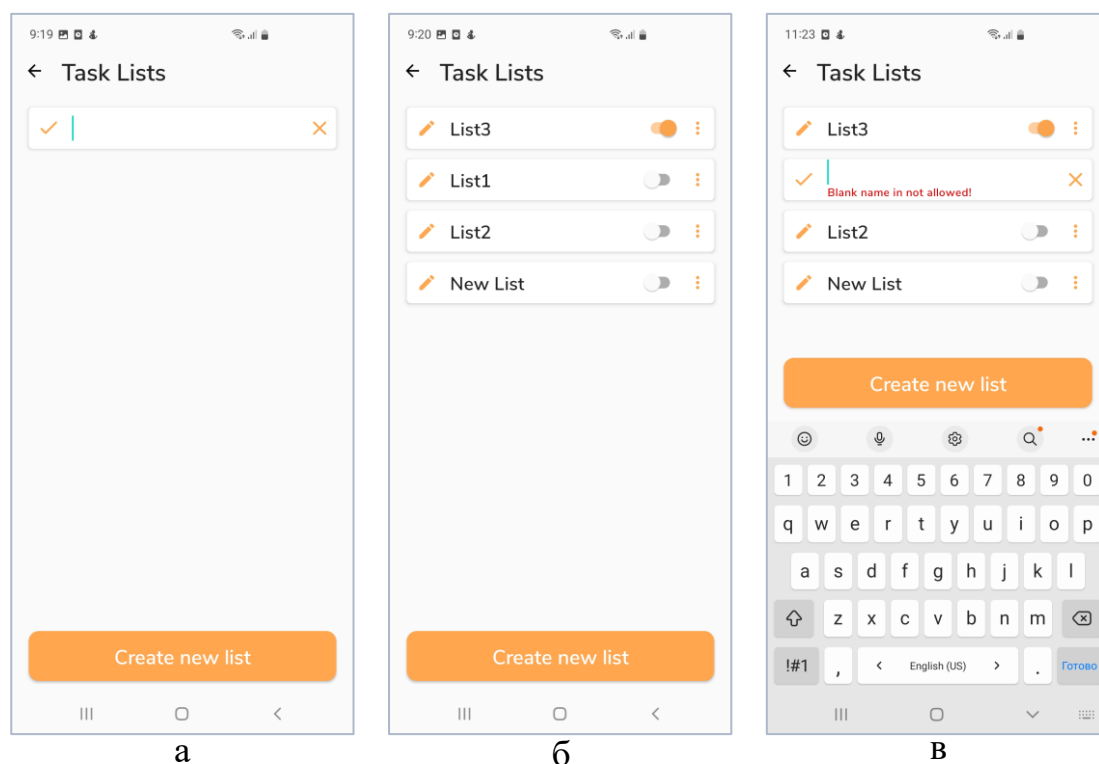 9:19
Task Lists
Create new list
а
9:20
Task Lists
List3
List1
List2
New List
Create new list
б
11:23
Task Lists
List3
Blank name in not allowed!
List2
New List
Create new list
1 2 3 4 5 6 7 8 9 0
q w e r t y u i o p
a s d f g h j k l
z x c v b n m
!#1 , English (US) . Готово
в